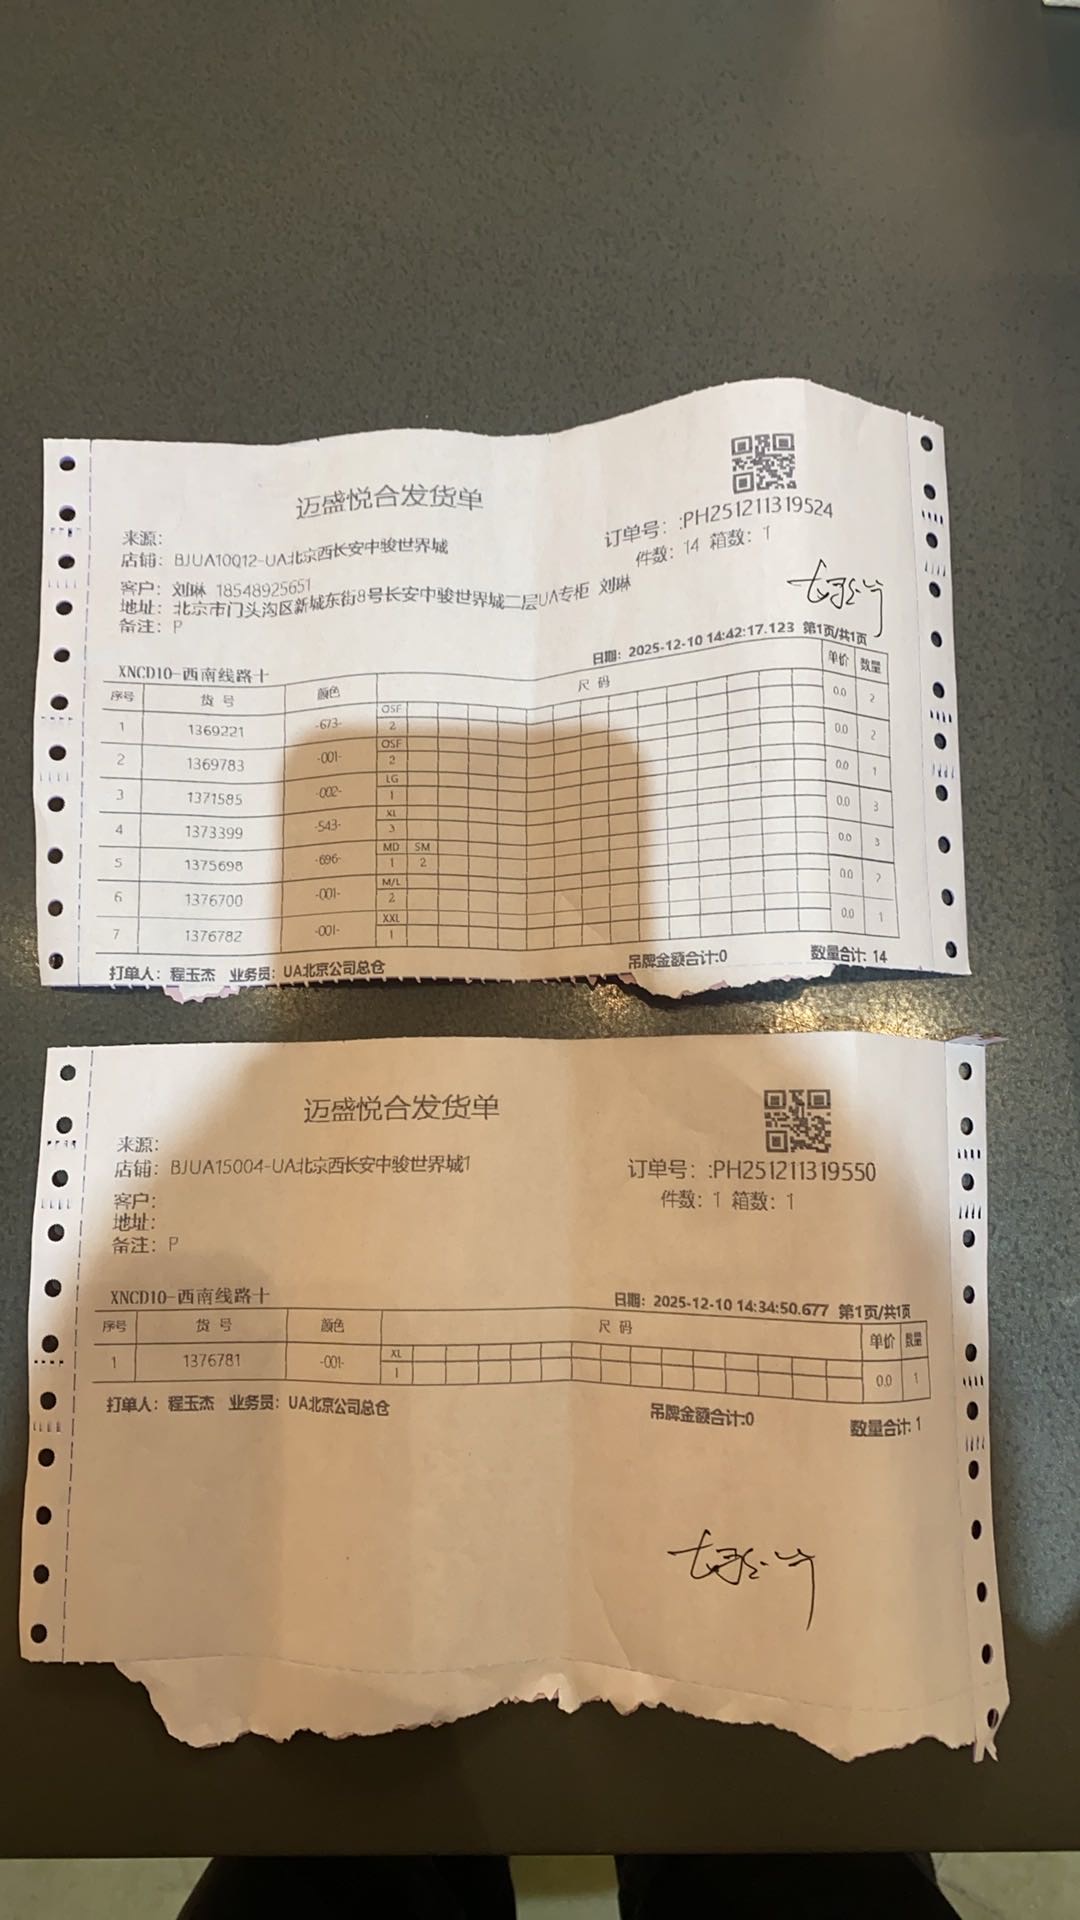 迈盛悦合发货单
来源：
订单号：:PH251211319524
店铺：BJUA10012-UA北京西长安中骏世界城
件数：14 箱数：1
客户：刘琳 18548925651
地址：北京市门头沟区新城东街8号长安中骏世界城二层UA专柜 刘琳
备注：P
日期：2025-12-10 14:42:17.123 第1页/共1页
XNCD10-西南线路十
序号 货号 颜色 尺码 单价 数量
OSF
1 1369221 -673- 2 0.0 2
OSF
2 1369783 -001- 2 0.0 2
LG
3 1371585 -002- 1 0.0 1
XL
4 1373399 -543- 3 0.0 3
MD SM
5 1375698 -696- 1 2 0.0 3
M/L
6 1376700 -001- 2 0.0 2
XXL
7 1376782 -001- 1 0.0 1
打单人：程玉杰 业务员：UA北京公司总仓 吊牌金额合计:0 数量合计: 14
迈盛悦合发货单
来源：
店铺：BJUA15004-UA北京西长安中骏世界城1
订单号：:PH251211319550
客户：
件数：1 箱数：1
地址：
备注：P
XNCD10-西南线路十
日期：2025-12-10 14:34:50.677 第1页/共1页
序号 货号 颜色 尺码 单价 数量
XL
1 1376781 -001- 1 0.0 1
打单人：程玉杰 业务员：UA北京公司总仓 吊牌金额合计:0 数量合计: 1